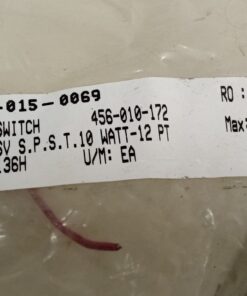 -015-0069
RO :
SWITCH 456-010-172
SV S.P.S.T.10 WATT-12 PT
Max:
.36H U/M: EA